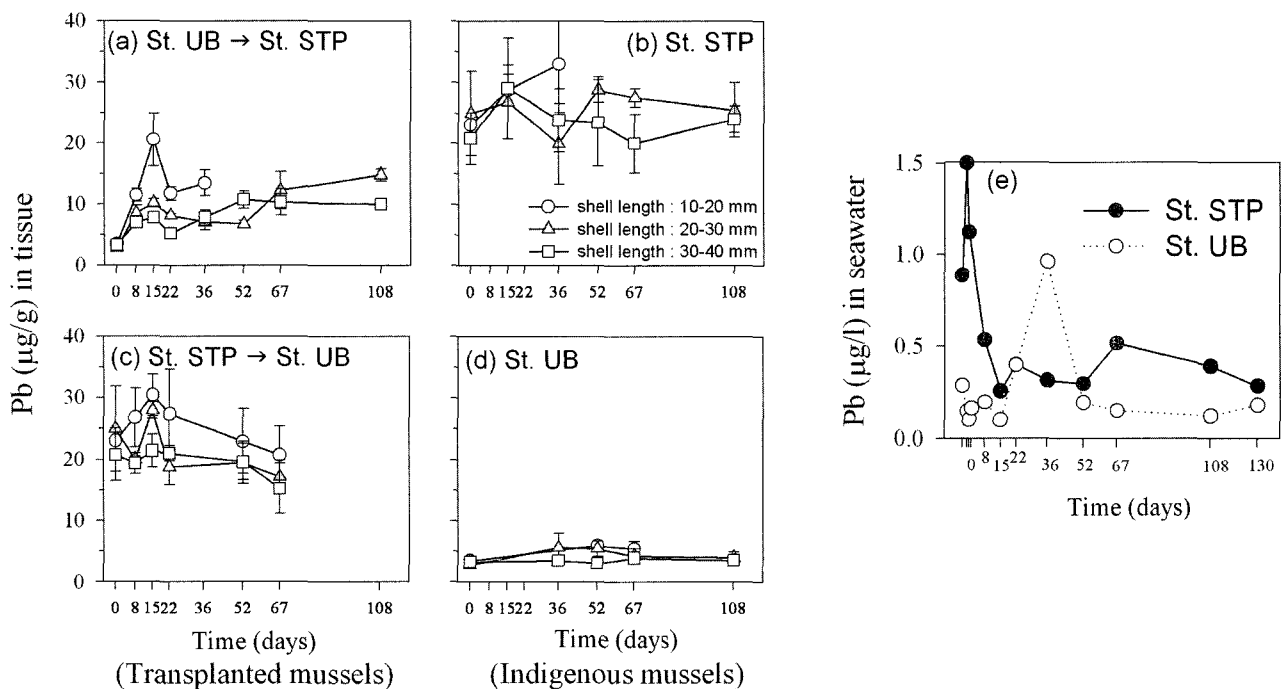 Pb (µg/g) in tissue
40
30
20
10
0
(a) St. UB → St. STP
0 8 15 22 36 52 67 108
(b) St. STP
shell length : 10-20 mm
shell length : 20-30 mm
shell length : 30-40 mm
0 8 1522 36 52 67 108
40
30
20
10
0
(c) St. STP → St. UB
0 8 1522 36 52 67 108
Time (days)
(Transplanted mussels)
(d) St. UB
0 8 1522 36 52 67 108
Time (days)
(Indigenous mussels)
Pb (µg/l) in seawater
1.5
1.0
0.5
0.0
(e)
St. STP
St. UB
0 8 15 22 36 52 67 108 130
Time (days)